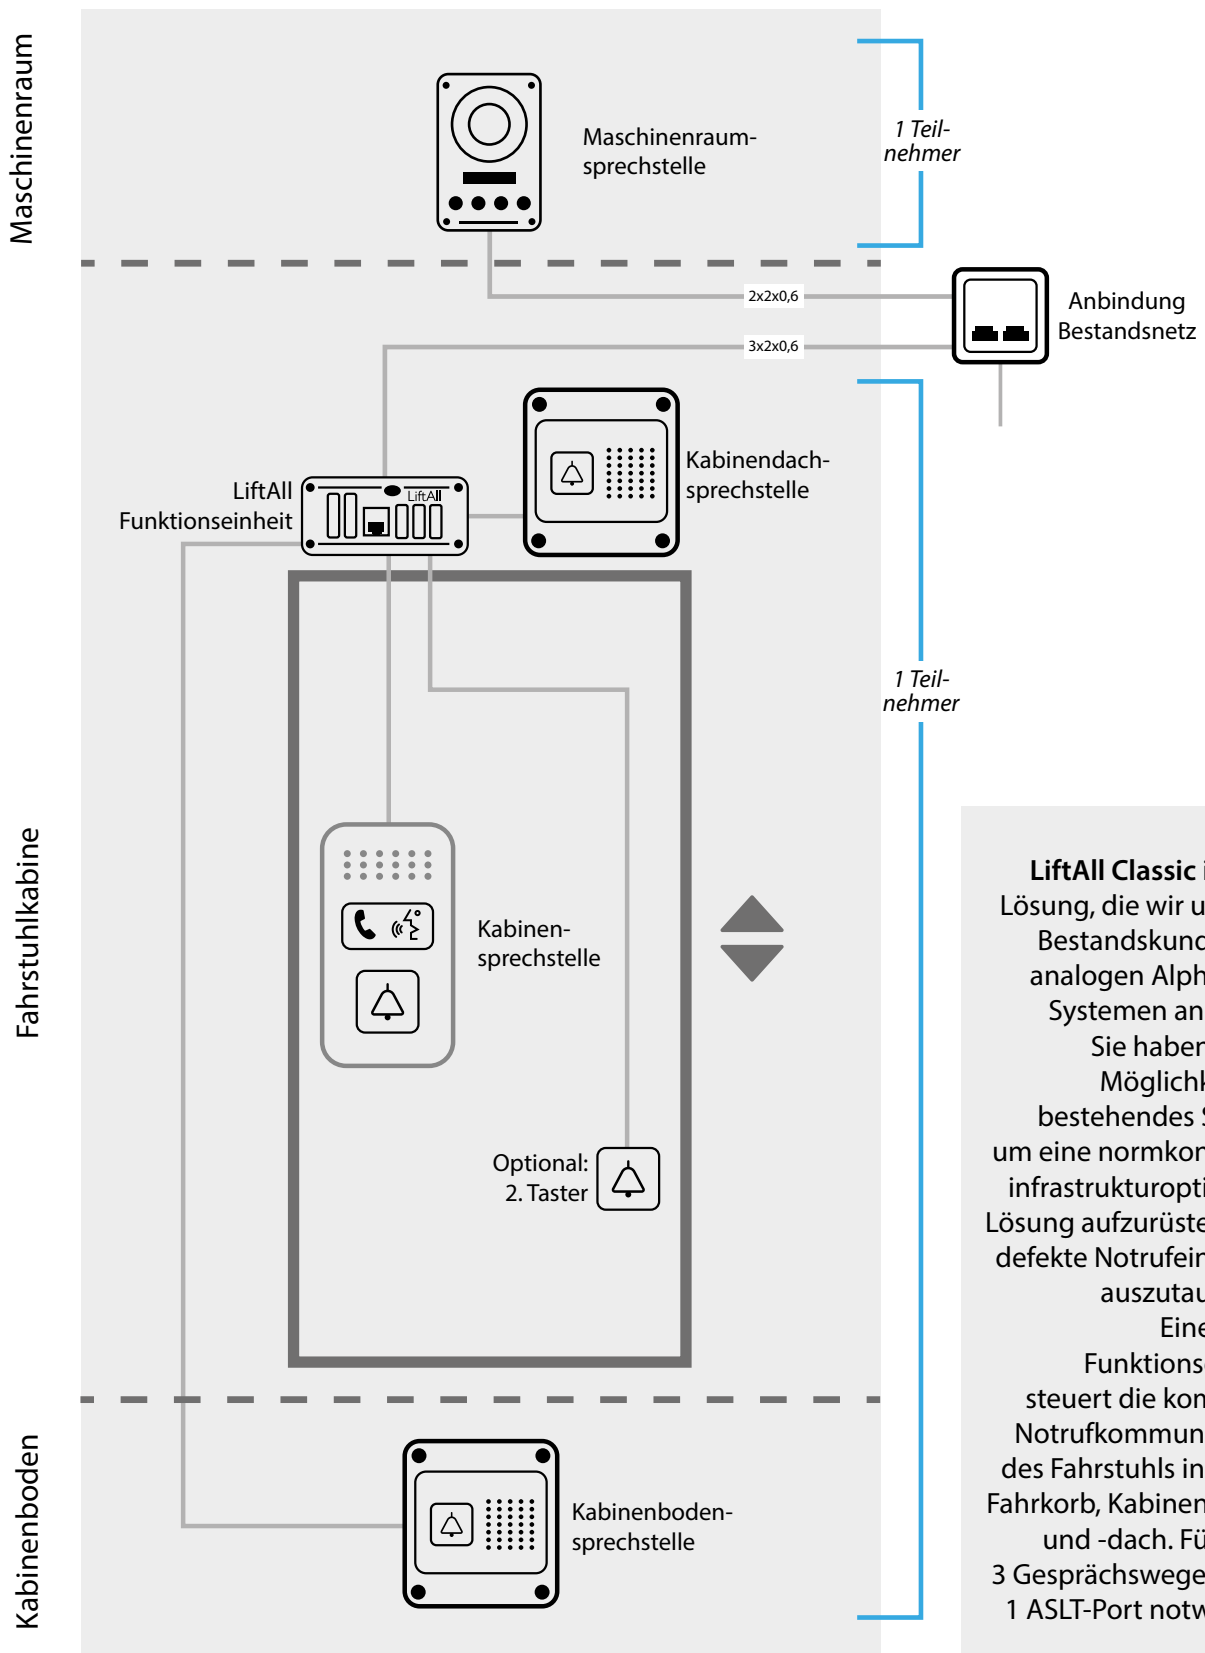 Maschinenraum
Maschinenraum-
sprechstelle
1 Teil-
nehmer
2x2x0,6
Anbindung
Bestandsnetz
3x2x0,6
Kabinendach-
sprechstelle
LiftAll
Funktionseinheit
LiftAll
1 Teil-
nehmer
Fahrstuhlkabine
Kabinen-
sprechstelle
Optional:
2. Taster
Kabinenboden
Kabinenboden-
sprechstelle
LiftAll Classic
Lösung, die wir
Bestandskund
analogen Alph
Systemen an
Sie haben
Möglichk
bestehendes
um eine normkon
infrastrukturopti
Lösung aufzurüste
defekte Notrufein
auszutau
Eine
Funktionse
steuert die kom
Notrufkommun
des Fahrstuhls in
Fahrkorb, Kabinen
und -dach. Fü
3 Gesprächswege
1 ASLT-Port notw